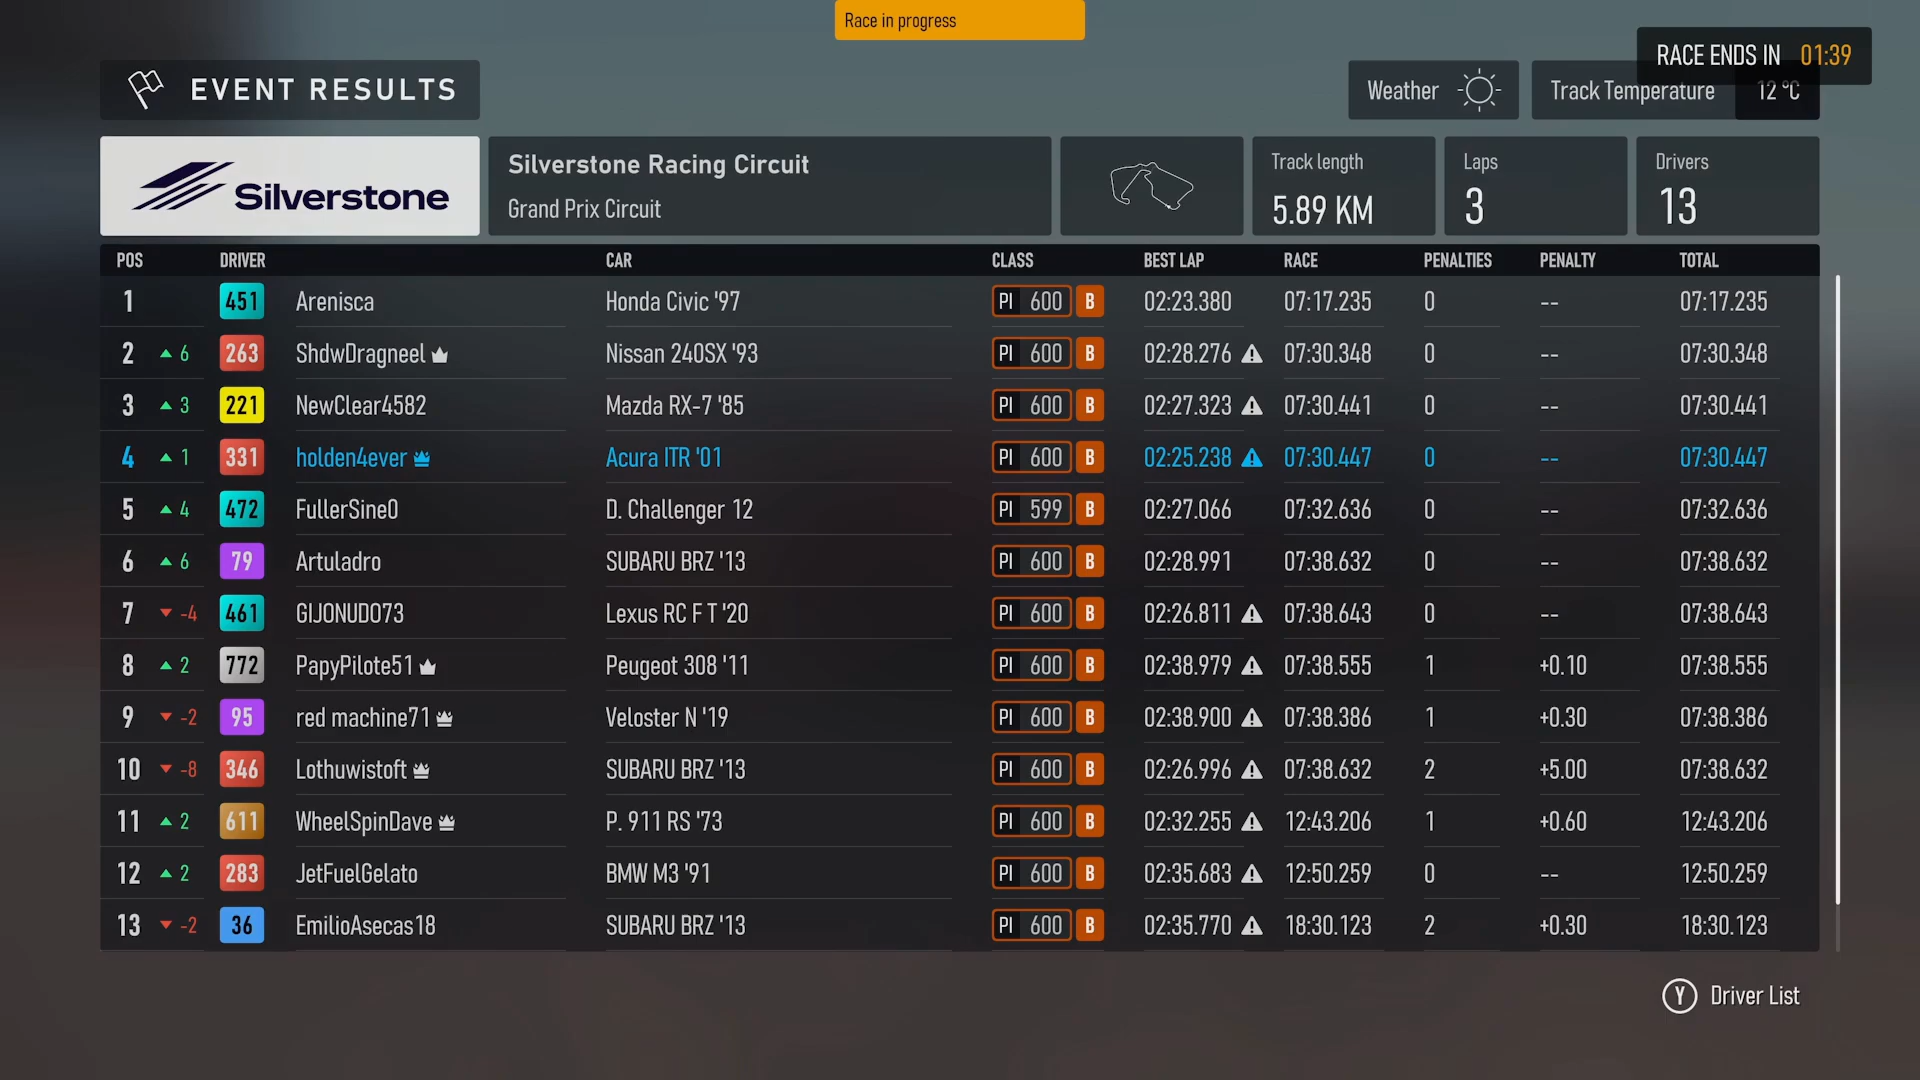 Race in progress
RACE ENDS IN 01:39
EVENT RESULTS
Weather
Track Temperature 12 °C
Silverstone
Silverstone Racing Circuit
Grand Prix Circuit
Track length
5.89 KM
Laps
3
Drivers
13
POS DRIVER CAR CLASS BEST LAP RACE PENALTIES PENALTY TOTAL
1 451 Arenisca Honda Civic '97 PI 600 B 02:23.380 07:17.235 0 -- 07:17.235
2 6 263 ShdwDragneel Nissan 240SX '93 PI 600 B 02:28.276 07:30.348 0 -- 07:30.348
3 3 221 NewClear4582 Mazda RX-7 '85 PI 600 B 02:27.323 07:30.441 0 -- 07:30.441
4 1 331 holden4ever Acura ITR '01 PI 600 B 02:25.238 07:30.447 0 -- 07:30.447
5 4 472 FullerSine0 D. Challenger 12 PI 599 B 02:27.066 07:32.636 0 -- 07:32.636
6 6 79 Artuladro SUBARU BRZ '13 PI 600 B 02:28.991 07:38.632 0 -- 07:38.632
7 -4 461 GIJONUDO73 Lexus RC F T '20 PI 600 B 02:26.811 07:38.643 0 -- 07:38.643
8 2 772 PapyPilote51 Peugeot 308 '11 PI 600 B 02:38.979 07:38.555 1 +0.10 07:38.555
9 -2 95 red machine71 Veloster N '19 PI 600 B 02:38.900 07:38.386 1 +0.30 07:38.386
10 -8 346 Lothuwistoft SUBARU BRZ '13 PI 600 B 02:26.996 07:38.632 2 +5.00 07:38.632
11 2 611 WheelSpinDave P. 911 RS '73 PI 600 B 02:32.255 12:43.206 1 +0.60 12:43.206
12 2 283 JetFuelGelato BMW M3 '91 PI 600 B 02:35.683 12:50.259 0 -- 12:50.259
13 -2 36 EmilioAsecas18 SUBARU BRZ '13 PI 600 B 02:35.770 18:30.123 2 +0.30 18:30.123
Y Driver List